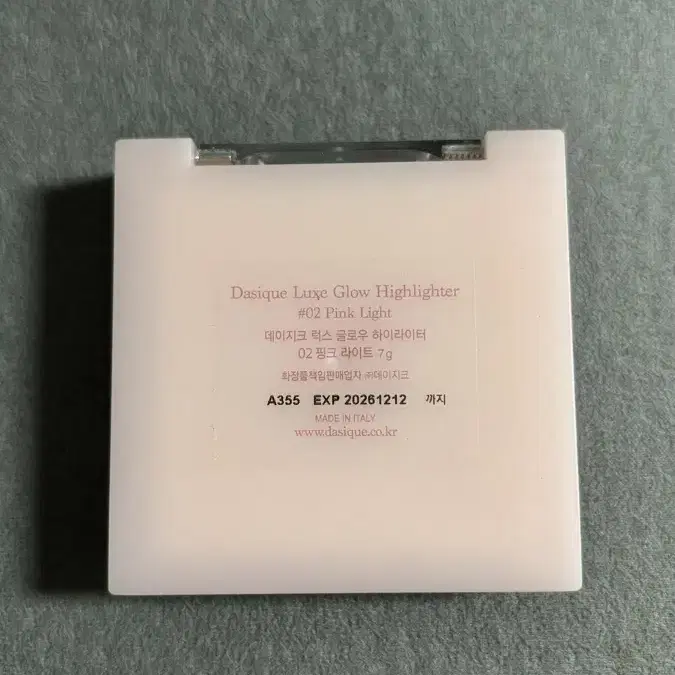 Dasique Luxe Glow Highlighter
#02 Pink Light
데이지크 럭스 글로우 하이라이터
02 핑크 라이트 7g
화장품책임판매업자 ㈜데이지크
A355 EXP 20261212 까지
MADE IN ITALY
www.dasique.co.kr